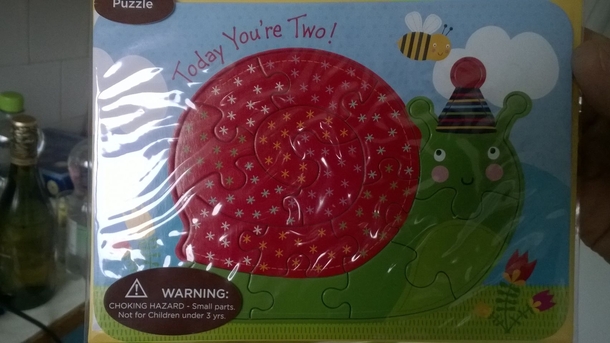 Puzzle
Today You're Two!
WARNING:
CHOKING HAZARD - Small parts.
Not for Children under 3 yrs.